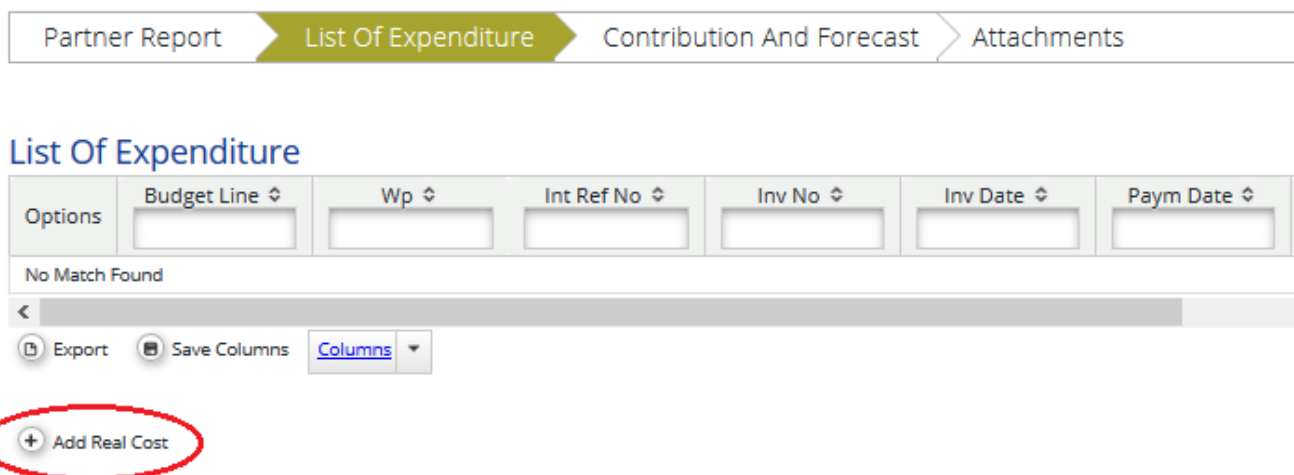 Partner Report List Of Expenditure Contribution And Forecast Attachments
List Of Expenditure
Options Budget Line Wp Int Ref No Inv No Inv Date Paym Date
No Match Found
Export Save Columns Columns
Add Real Cost